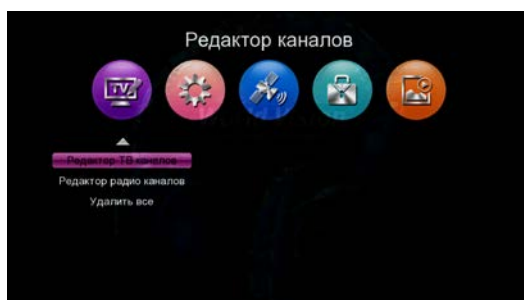 Редактор каналов
TV
Редактор ТВ каналов
Редактор радио каналов
Удалить все